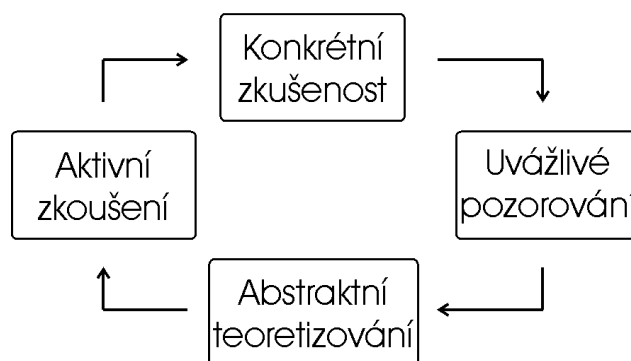 Konkrétní
zkušenost
Uvážlivé
pozorování
Abstraktní
teoretizování
Aktivní
zkoušení